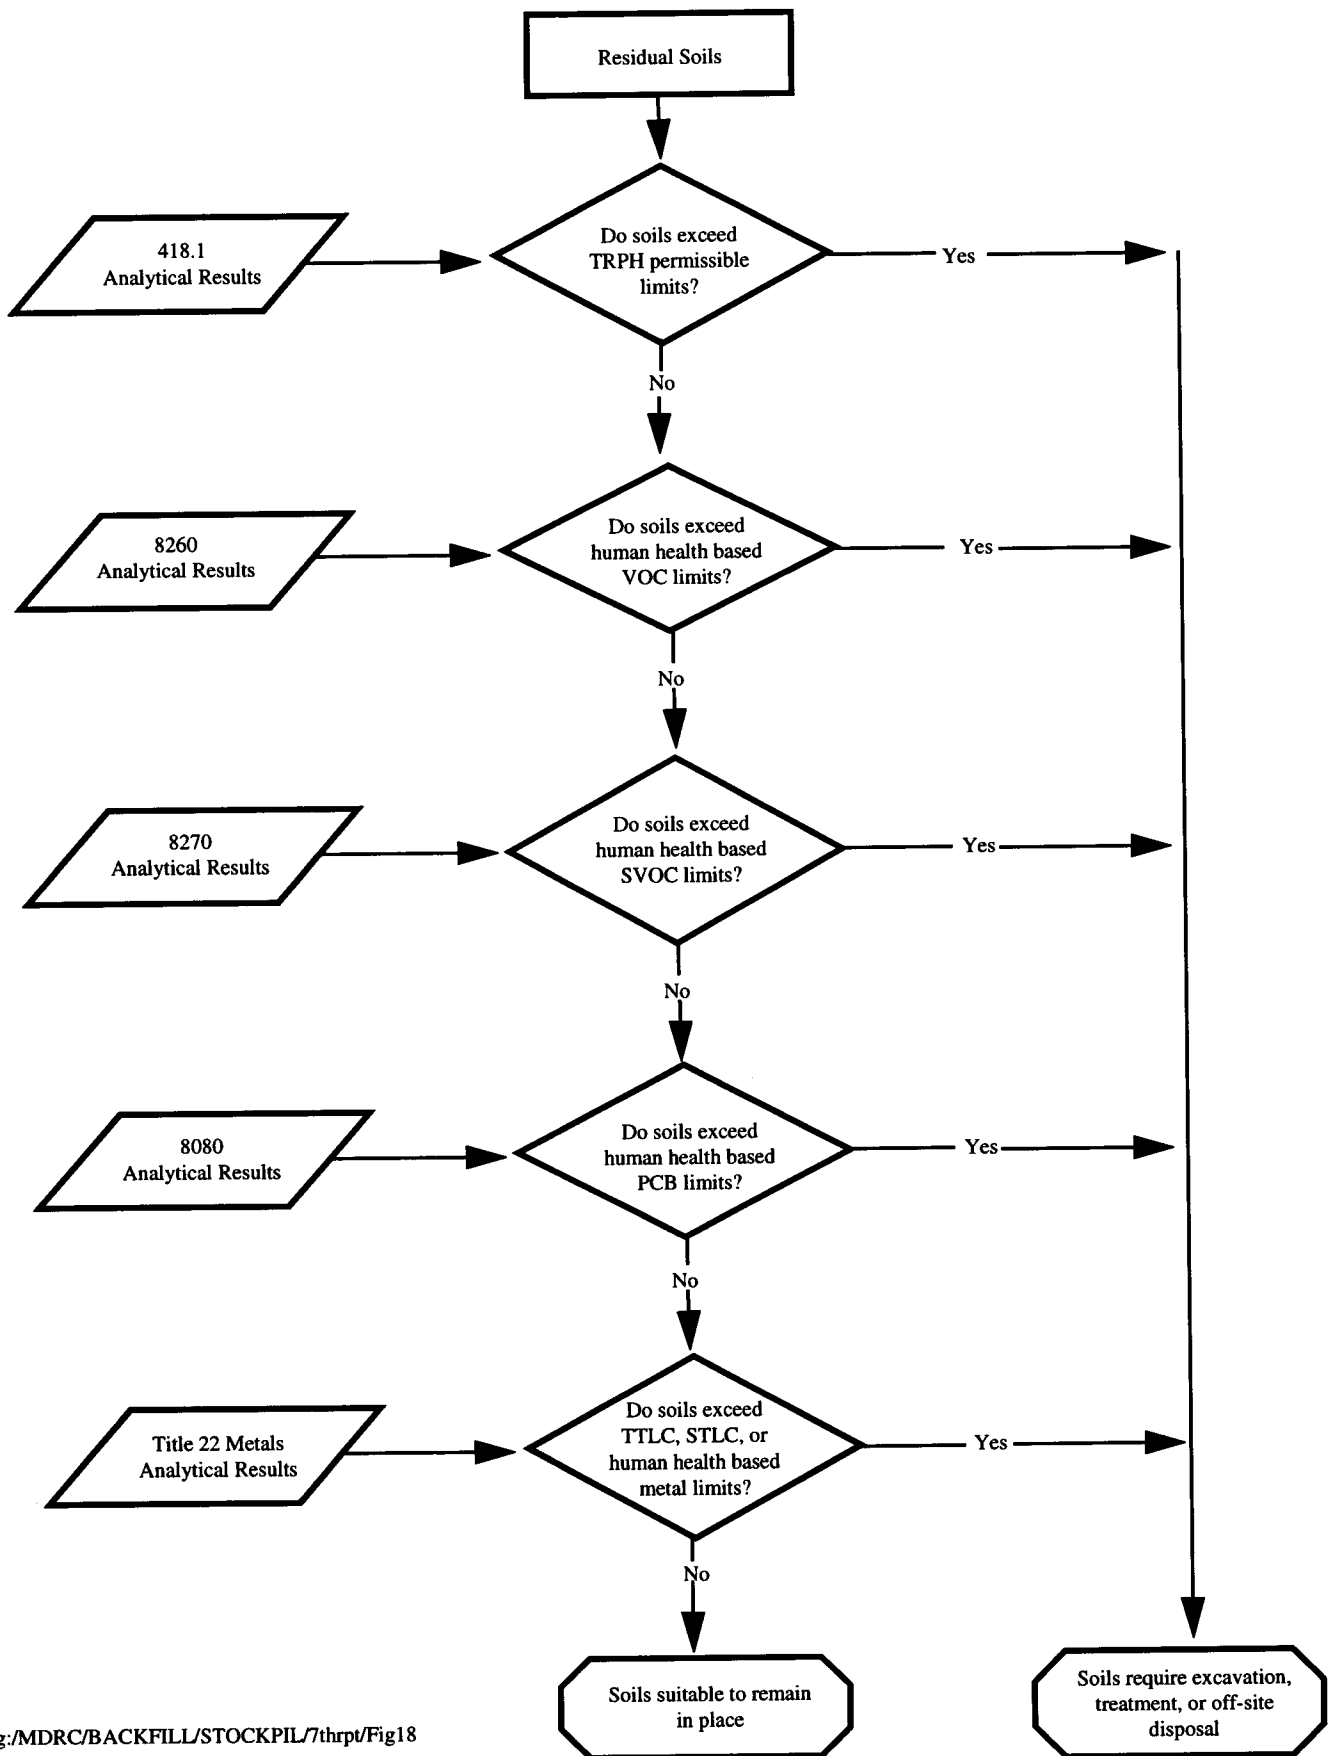 Residual Soils
418.1
Analytical Results
Do soils exceed
TRPH permissible
limits?
Yes
No
8260
Analytical Results
Do soils exceed
human health based
VOC limits?
Yes
No
8270
Analytical Results
Do soils exceed
human health based
SVOC limits?
Yes
No
8080
Analytical Results
Do soils exceed
human health based
PCB limits?
Yes
No
Title 22 Metals
Analytical Results
Do soils exceed
TTLC, STLC, or
human health based
metal limits?
Yes
No
Soils suitable to remain
in place
Soils require excavation,
treatment, or off-site
disposal
g:/MDRC/BACKFILL/STOCKPIL/7thrpt/Fig18